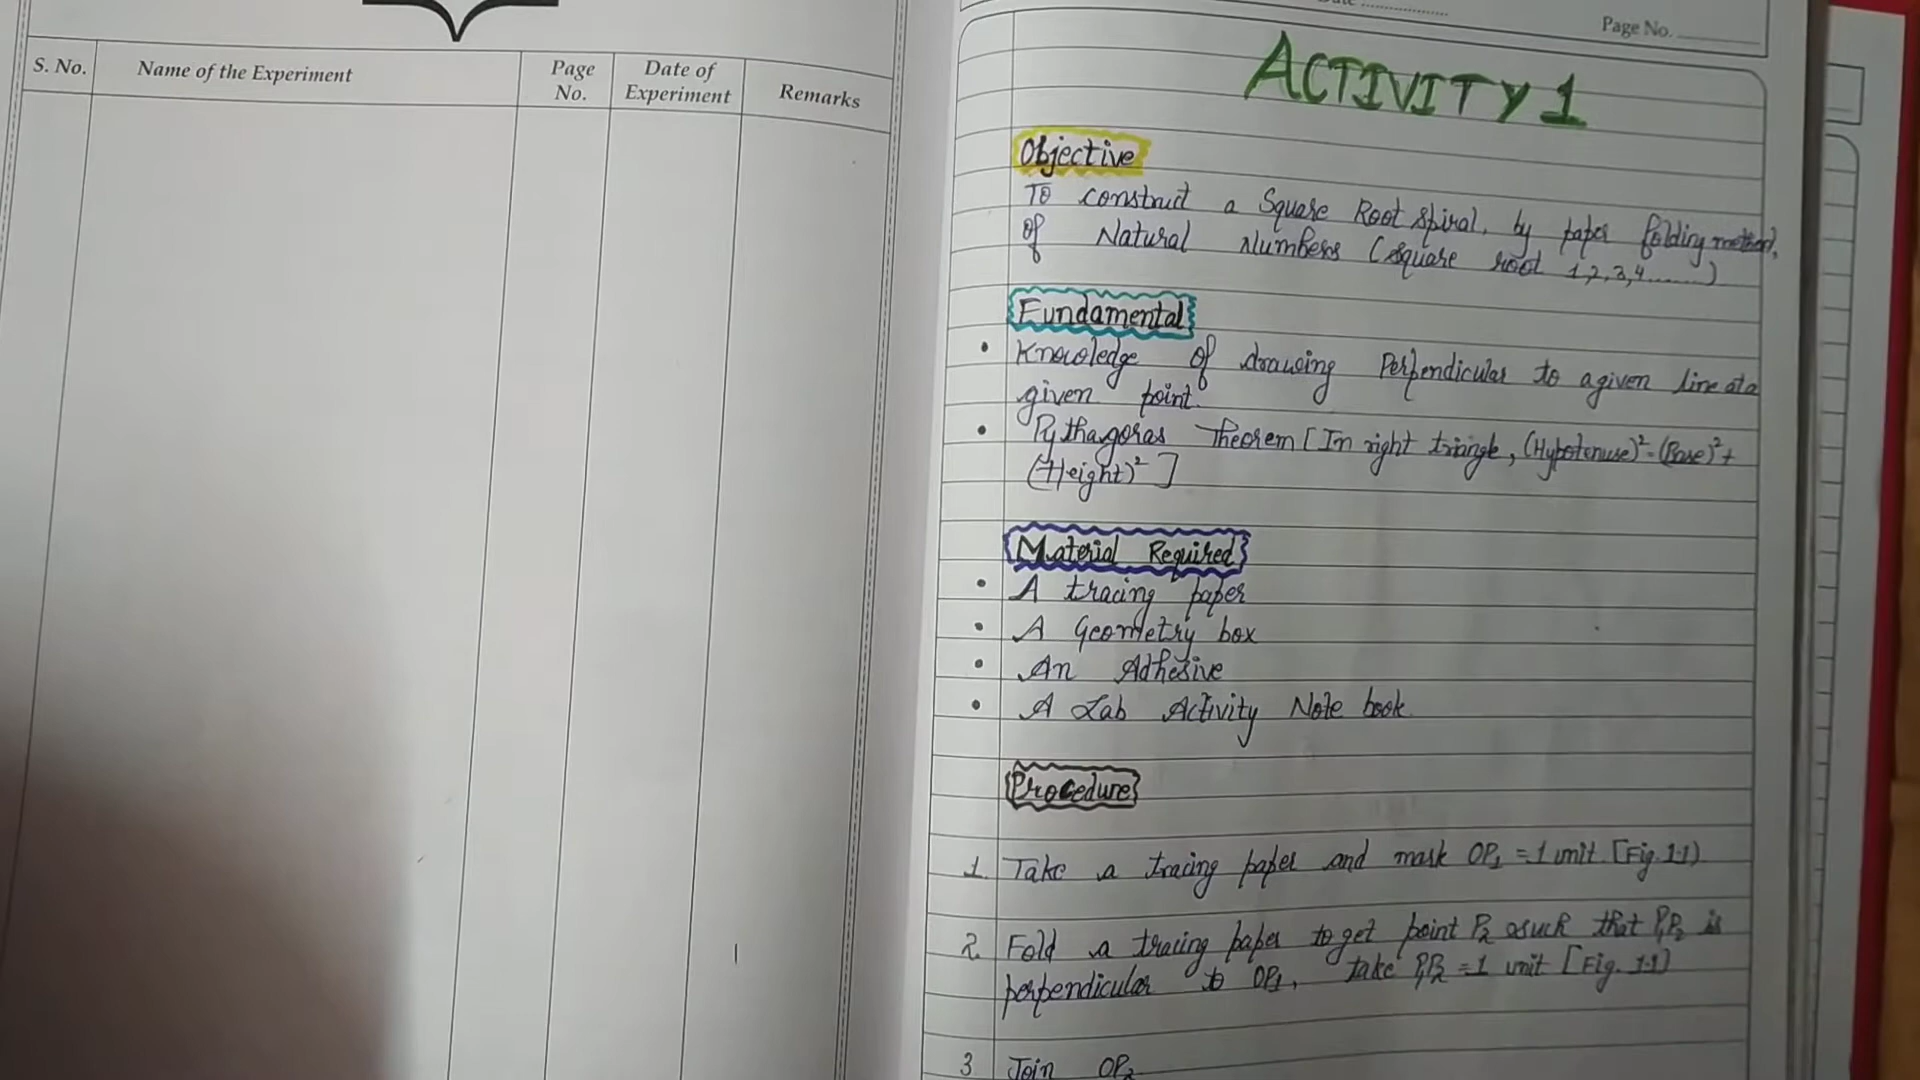 S. No.
Name of the Experiment
Page No.
Date of Experiment
Remarks
Page No.
ACTIVITY 1
Objective
To construct a Square Root Spiral, by paper folding method,
of Natural Numbers (square root 1,2,3,4......)
Fundamental
• Knowledge of drawing Perpendicular to a given line at a
given point.
• Pythagoras Theorem [In right triangle, (Hypotenuse)²=(Base)²+
(Height)²]
Material Required
• A tracing paper
• A Geometry box
• An Adhesive
• A Lab Activity Note book.
Procedure
1. Take a tracing paper and mark OP₁ = 1 unit [Fig. 1.1)
2. Fold a tracing paper to get point P₂ such that P₁P₂ is
perpendicular to OP₁, take P₁P₂ = 1 unit [Fig. 1.1)
3 Join OP₂